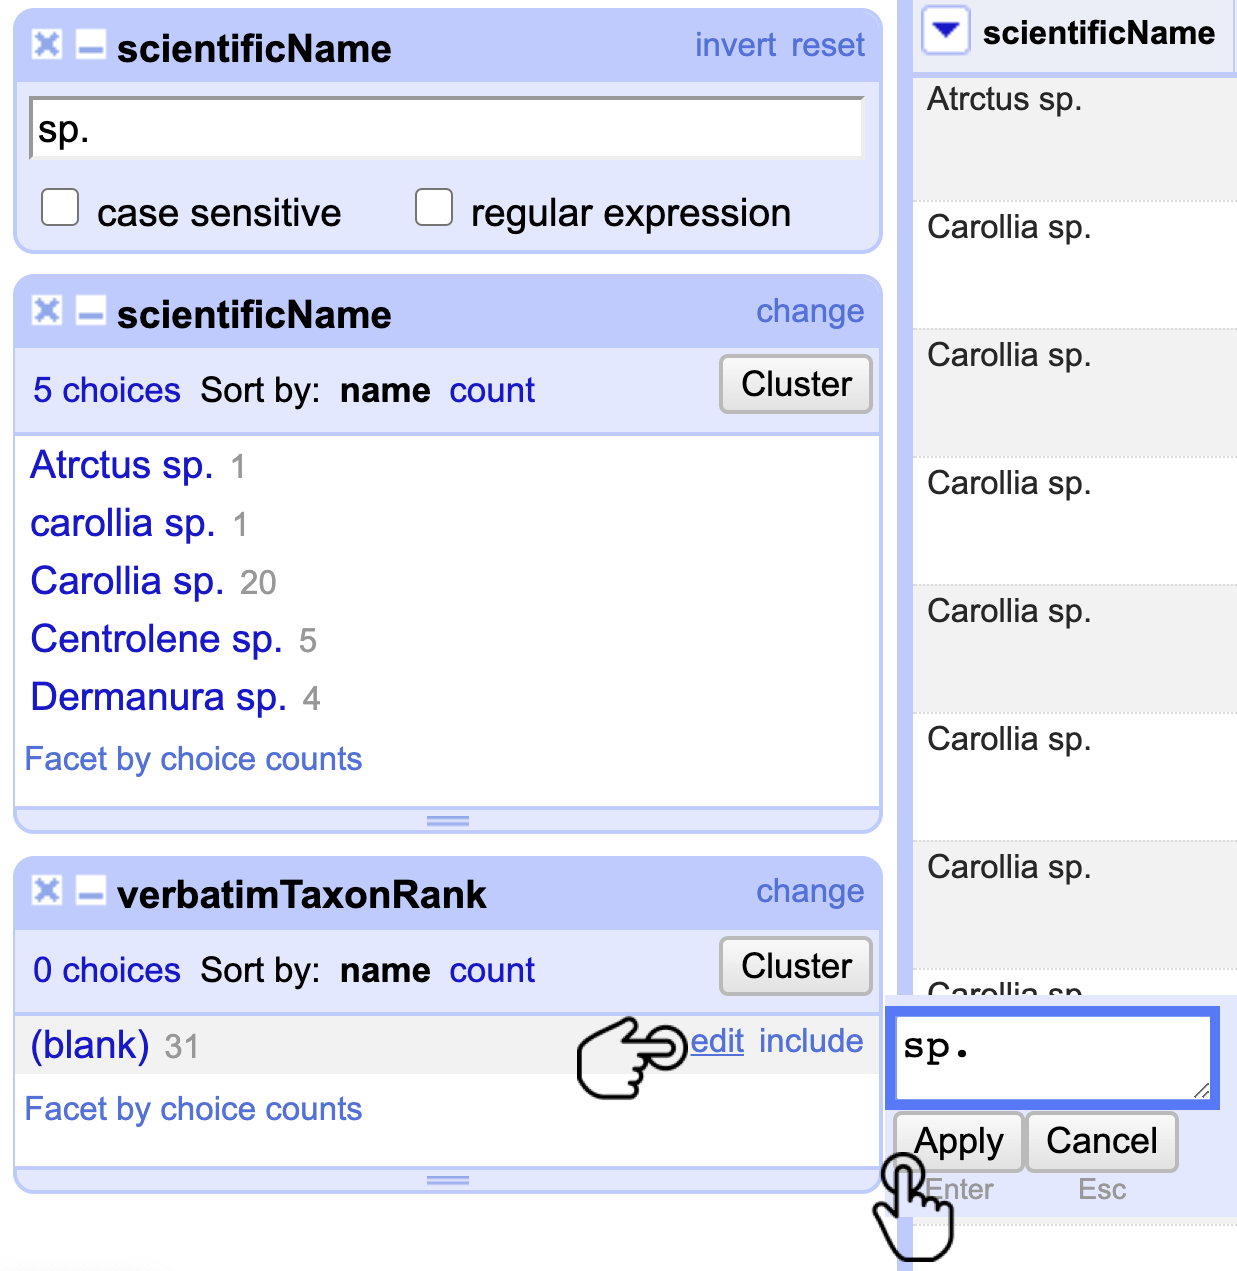 scientificName invert reset
sp.
case sensitive regular expression
scientificName change
5 choices Sort by: name count Cluster
Atrctus sp. 1
carollia sp. 1
Carollia sp. 20
Centrolene sp. 5
Dermanura sp. 4
Facet by choice counts
verbatimTaxonRank change
0 choices Sort by: name count Cluster
(blank) 31 edit include
Facet by choice counts
scientificName
Atrctus sp.
Carollia sp.
Carollia sp.
Carollia sp.
Carollia sp.
Carollia sp.
Carollia sp.
Carollia sp.
sp.
Apply Cancel
Enter Esc